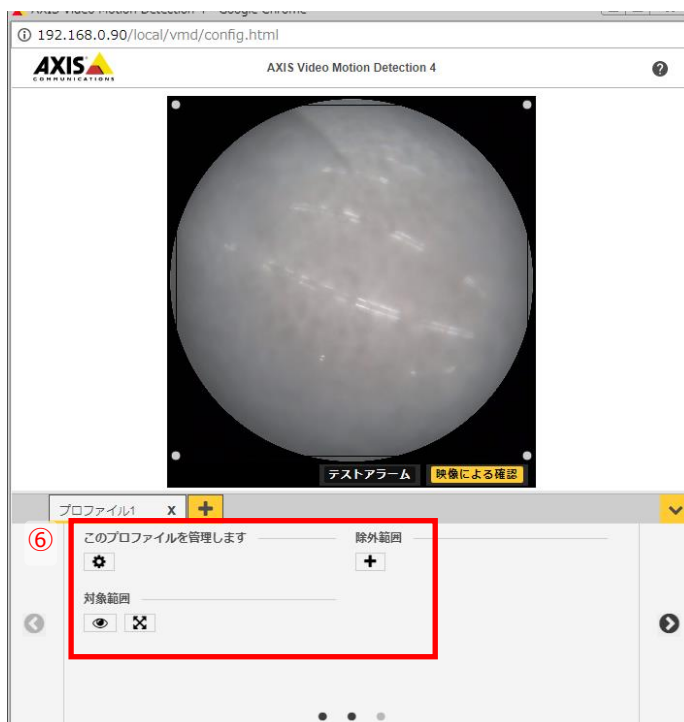 AXIS Video Motion Detection 4 - Google Chrome
192.168.0.90/local/vmd/config.html
AXIS
COMMUNICATIONS
AXIS Video Motion Detection 4
?
テストアラーム 映像による確認
プロファイル1 x +
⑥
このプロファイルを管理します 除外範囲
対象範囲